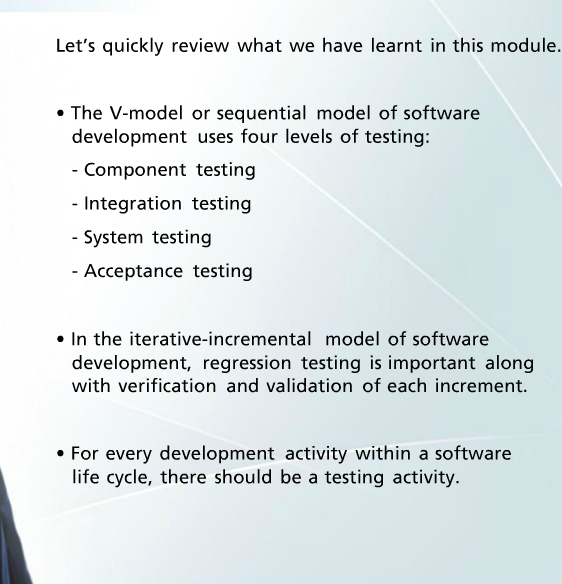 Let's quickly review what we have learnt in this module.
• The V-model or sequential model of software
development uses four levels of testing:
- Component testing
- Integration testing
- System testing
- Acceptance testing
• In the iterative-incremental model of software
development, regression testing is important along
with verification and validation of each increment.
• For every development activity within a software
life cycle, there should be a testing activity.